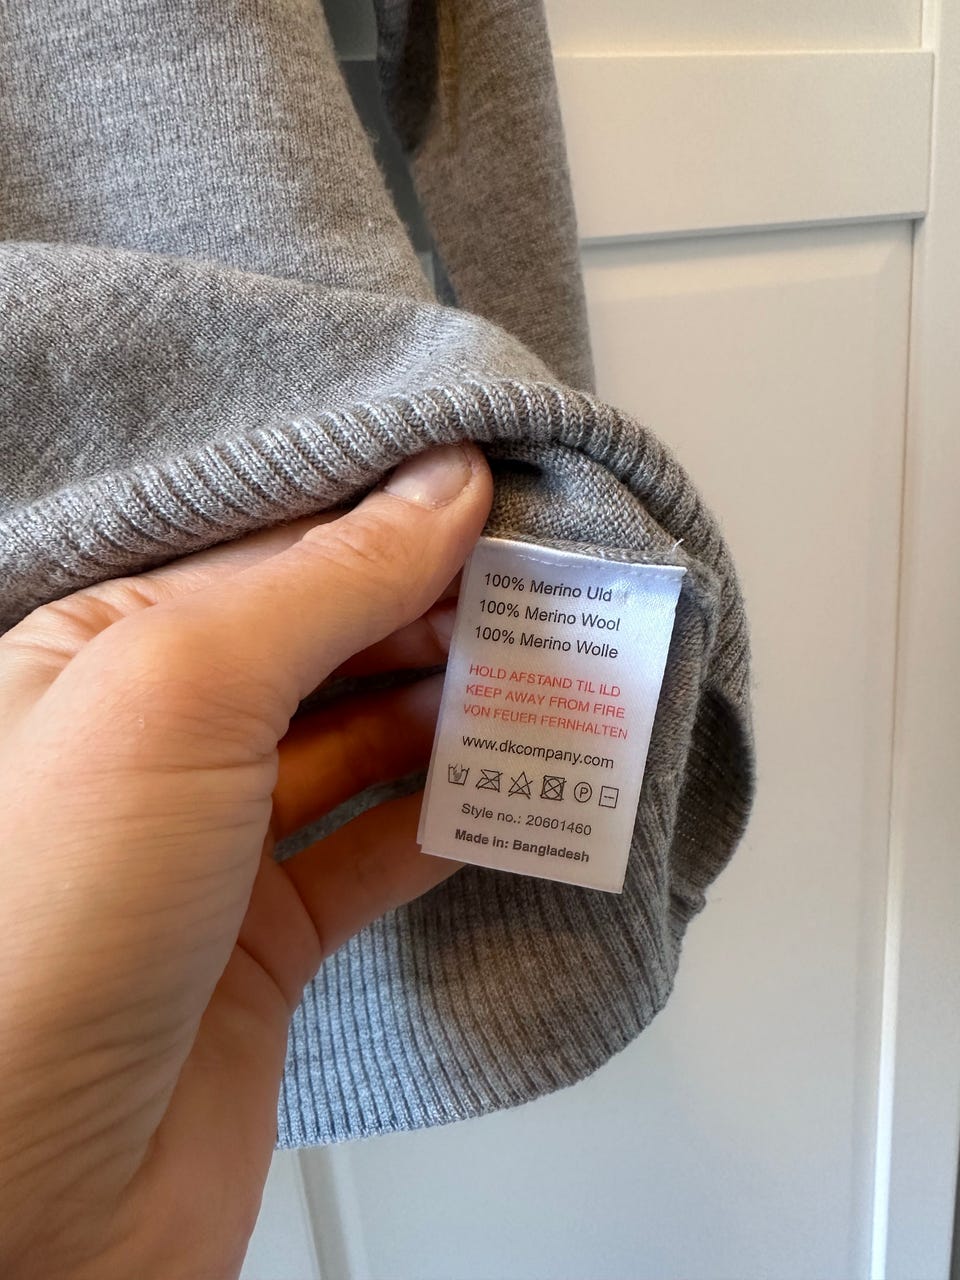 100% Merino Uld
100% Merino Wool
100% Merino Wolle
HOLD AFSTAND TIL ILD
KEEP AWAY FROM FIRE
VON FEUER FERNHALTEN
www.dkcompany.com
P
Style no.: 20601460
Made in: Bangladesh